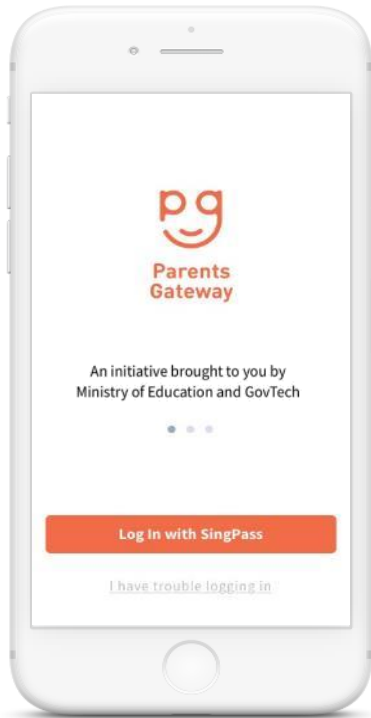 pg
Parents
Gateway
An initiative brought to you by
Ministry of Education and GovTech
Log In with SingPass
I have trouble logging in